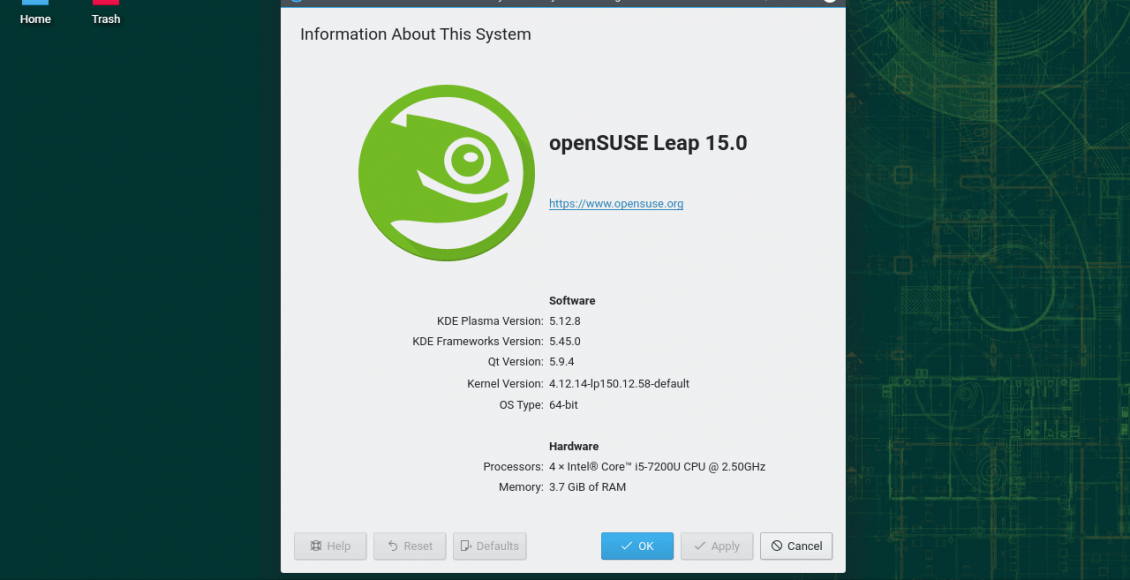 Home
Trash
Information About This System
openSUSE Leap 15.0
https://www.opensuse.org
Software
KDE Plasma Version: 5.12.8
KDE Frameworks Version: 5.45.0
Qt Version: 5.9.4
Kernel Version: 4.12.14-lp150.12.58-default
OS Type: 64-bit
Hardware
Processors: 4 × Intel® Core™ i5-7200U CPU @ 2.50GHz
Memory: 3.7 GiB of RAM
Help
Reset
Defaults
OK
Apply
Cancel